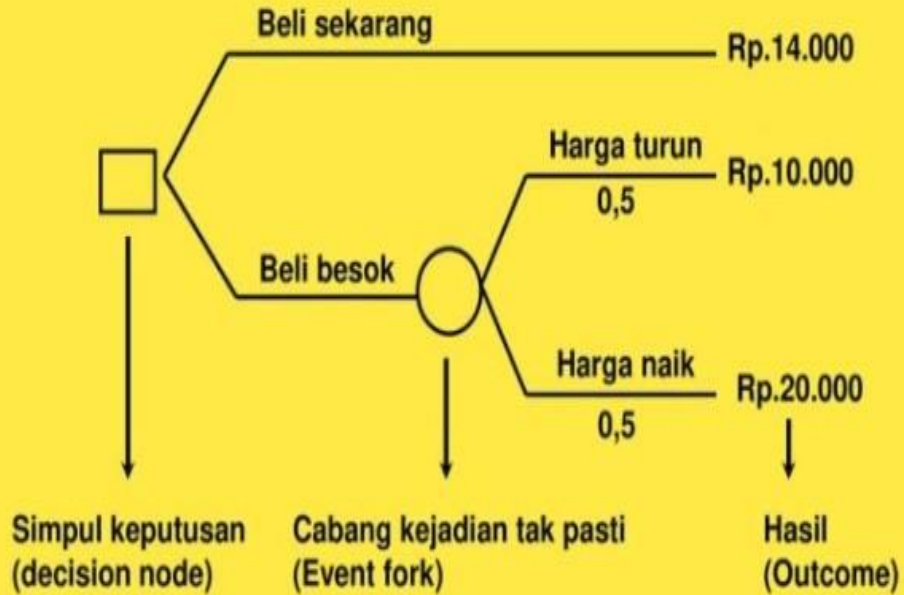 Beli sekarang
Rp.14.000
Harga turun
Rp.10.000
0,5
Beli besok
Harga naik
Rp.20.000
0,5
Simpul keputusan
(decision node)
Cabang kejadian tak pasti
(Event fork)
Hasil
(Outcome)